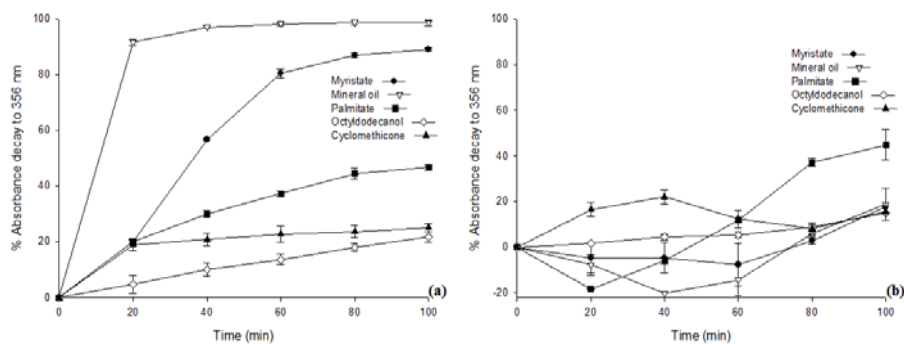 % Absorbance decay to 356 nm
100
80
60
40
20
0
Myristate
Mineral oil
Palmitate
Octyldodecanol
Cyclomethicone
(a)
0 20 40 60 80 100
Time (min)
% Absorbance decay to 356 nm
100
80
60
40
20
0
-20
Myristate
Mineral oil
Palmitate
Octyldodecanol
Cyclomethicone
(b)
0 20 40 60 80 100
Time (min)